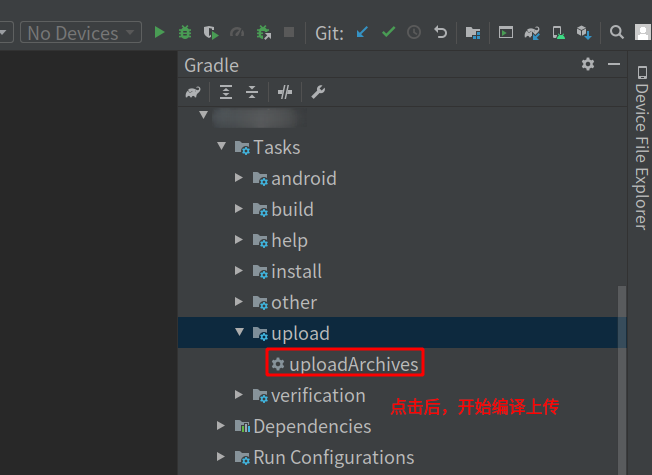 No Devices
Git:
Gradle
Tasks
android
build
help
install
other
upload
uploadArchives
verification
点击后，开始编译上传
Dependencies
Run Configurations
Device File Explorer